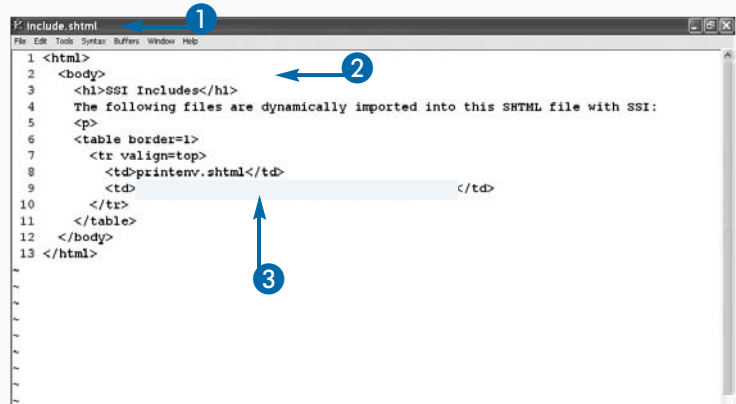 include.shtml
1
File Edit Tools Syntax Buffers Window Help
1 <html>
2 <body>
2
3 <h1>SSI Includes</h1>
4 The following files are dynamically imported into this SHTML file with SSI:
5 <p>
6 <table border=1>
7 <tr valign=top>
8 <td>printenv.shtml</td>
9 <td></td>
10 </tr>
11 </table>
12 </body>
13 </html>
~
~
3
~
~
~
~
~
~
~